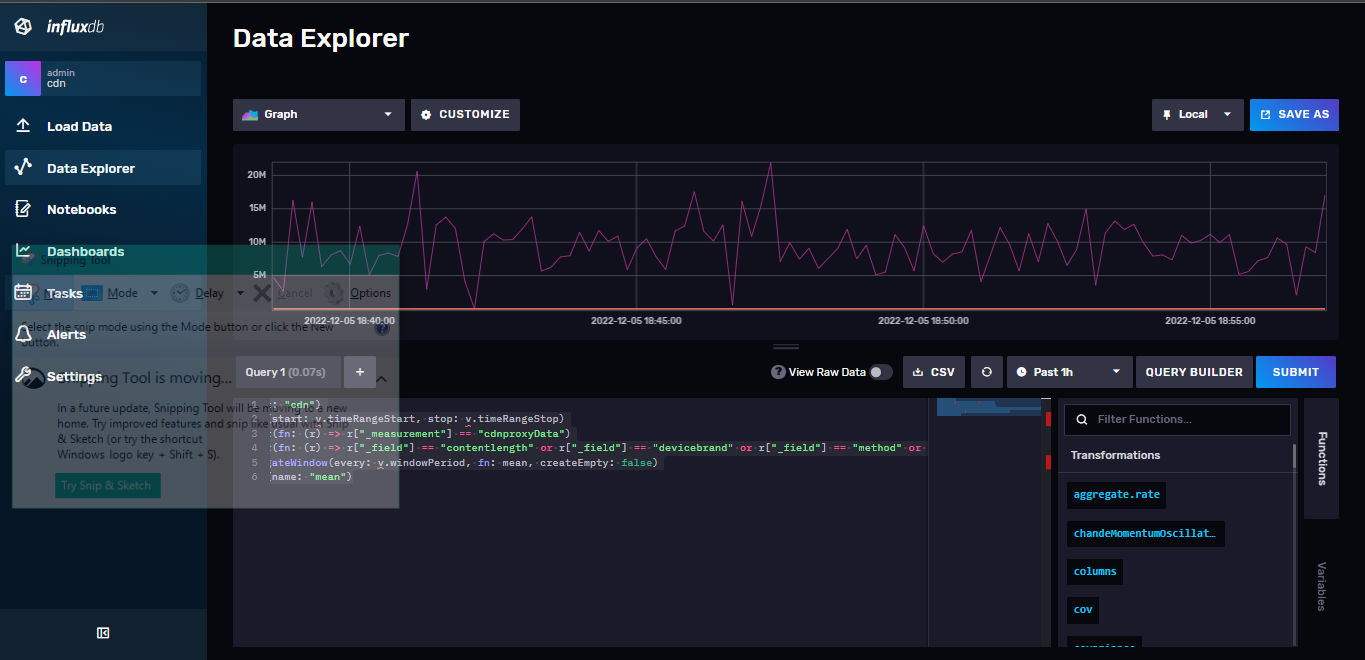 influxdb
c
admin
cdn
Load Data
Data Explorer
Notebooks
Dashboards
Tasks
Alerts
Settings
Snipping Tool
Mode
Delay
Cancel
Options
Select the snip mode using the Mode button or click the New
button.
Snipping Tool is moving...
In a future update, Snipping Tool will be moving to a new
home. Try improved features and snip like usual with Snip
& Sketch (or try the shortcut
Windows logo key + Shift + S).
Try Snip & Sketch
Data Explorer
Graph
CUSTOMIZE
Local
SAVE AS
20M
15M
10M
5M
2022-12-05 18:40:00
2022-12-05 18:45:00
2022-12-05 18:50:00
2022-12-05 18:55:00
Query 1 (0.07s)
+
? View Raw Data
CSV
Past 1h
QUERY BUILDER
SUBMIT
1 : "cdn")
2 start: v.timeRangeStart, stop: v.timeRangeStop)
3 (fn: (r) => r["_measurement"] == "cdnproxyData")
4 (fn: (r) => r["_field"] == "contentlength" or r["_field"] == "devicebrand" or r["_field"] == "method" or
5 ateWindow(every: v.windowPeriod, fn: mean, createEmpty: false)
6 name: "mean")
Filter Functions...
Transformations
aggregate.rate
chandeMomentumOscillat…
columns
cov
Functions
Variables